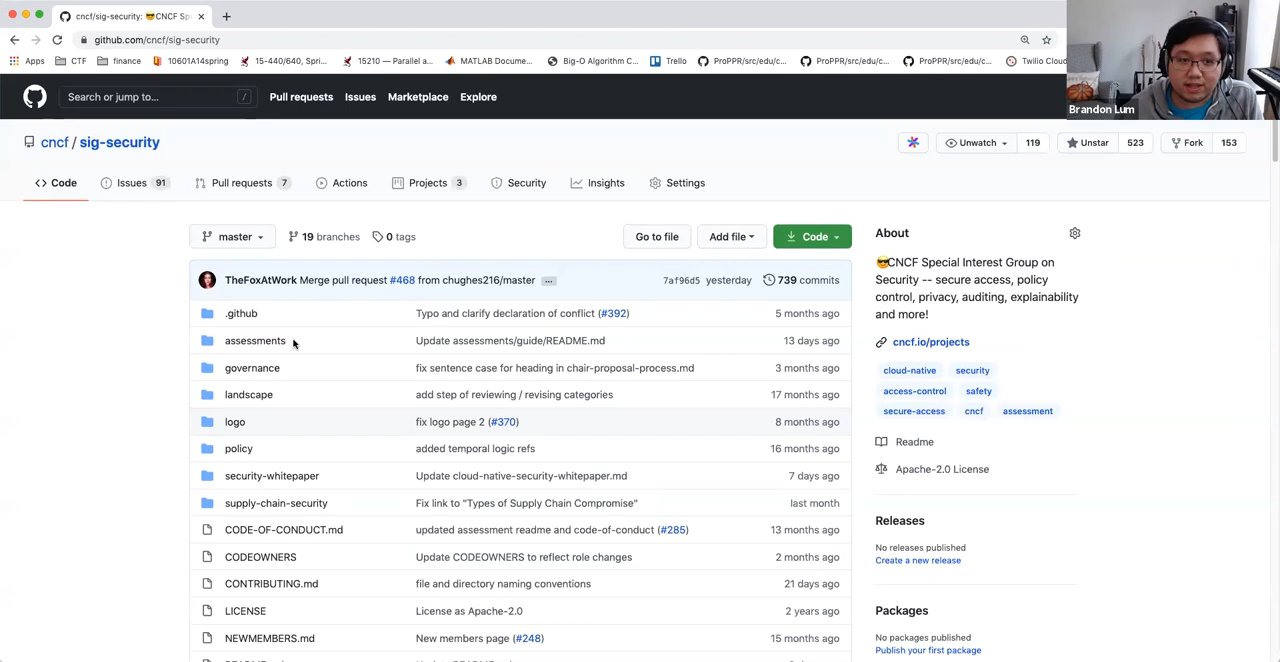 cncf/sig-security: 😎CNCF Spe
github.com/cncf/sig-security
Apps CTF finance 10601A14spring 15-440/640, Spri... 15210 — Parallel a... MATLAB Docume... Big-O Algorithm C... Trello ProPPR/src/edu/c... ProPPR/src/edu/c... ProPPR/src/edu/c... Twilio Cloud
Brandon Lum
Search or jump to... / Pull requests Issues Marketplace Explore
cncf / sig-security Unwatch 119 Unstar 523 Fork 153
Code Issues 91 Pull requests 7 Actions Projects 3 Security Insights Settings
master 19 branches 0 tags Go to file Add file Code
TheFoxAtWork Merge pull request #468 from chughes216/master ... 7af96d5 yesterday 739 commits
.github Typo and clarify declaration of conflict (#392) 5 months ago
assessments Update assessments/guide/README.md 13 days ago
governance fix sentence case for heading in chair-proposal-process.md 3 months ago
landscape add step of reviewing / revising categories 17 months ago
logo fix logo page 2 (#370) 8 months ago
policy added temporal logic refs 16 months ago
security-whitepaper Update cloud-native-security-whitepaper.md 7 days ago
supply-chain-security Fix link to "Types of Supply Chain Compromise" last month
CODE-OF-CONDUCT.md updated assessment readme and code-of-conduct (#285) 13 months ago
CODEOWNERS Update CODEOWNERS to reflect role changes 2 months ago
CONTRIBUTING.md file and directory naming conventions 21 days ago
LICENSE License as Apache-2.0 2 years ago
NEWMEMBERS.md New members page (#248) 15 months ago
About
😎CNCF Special Interest Group on
Security -- secure access, policy
control, privacy, auditing, explainability
and more!
cncf.io/projects
cloud-native security
access-control safety
secure-access cncf assessment
Readme
Apache-2.0 License
Releases
No releases published
Create a new release
Packages
No packages published
Publish your first package